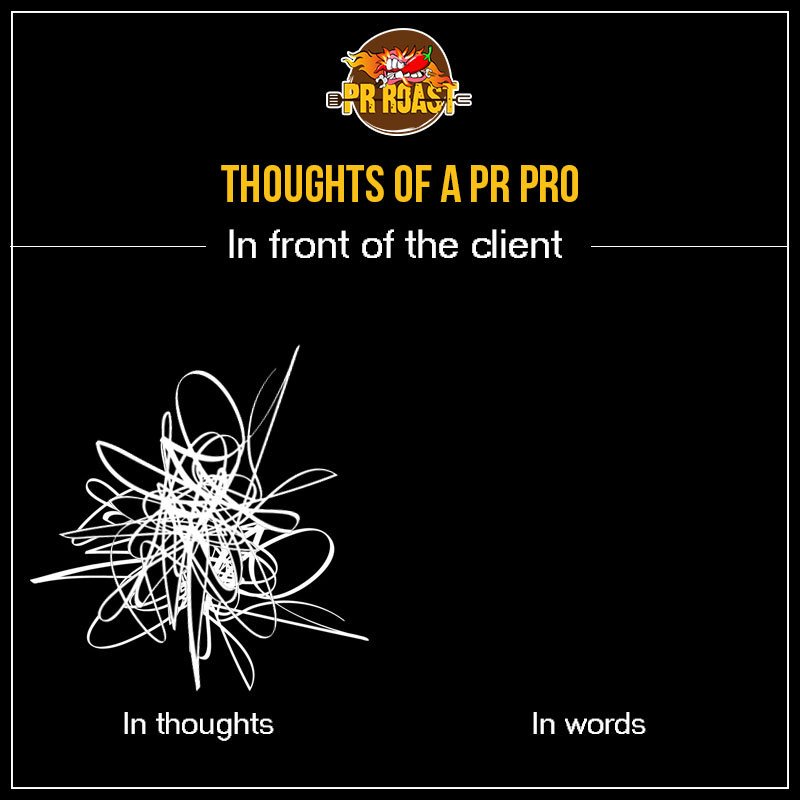 PR ROAST
THOUGHTS OF A PR PRO
In front of the client
In thoughts
In words